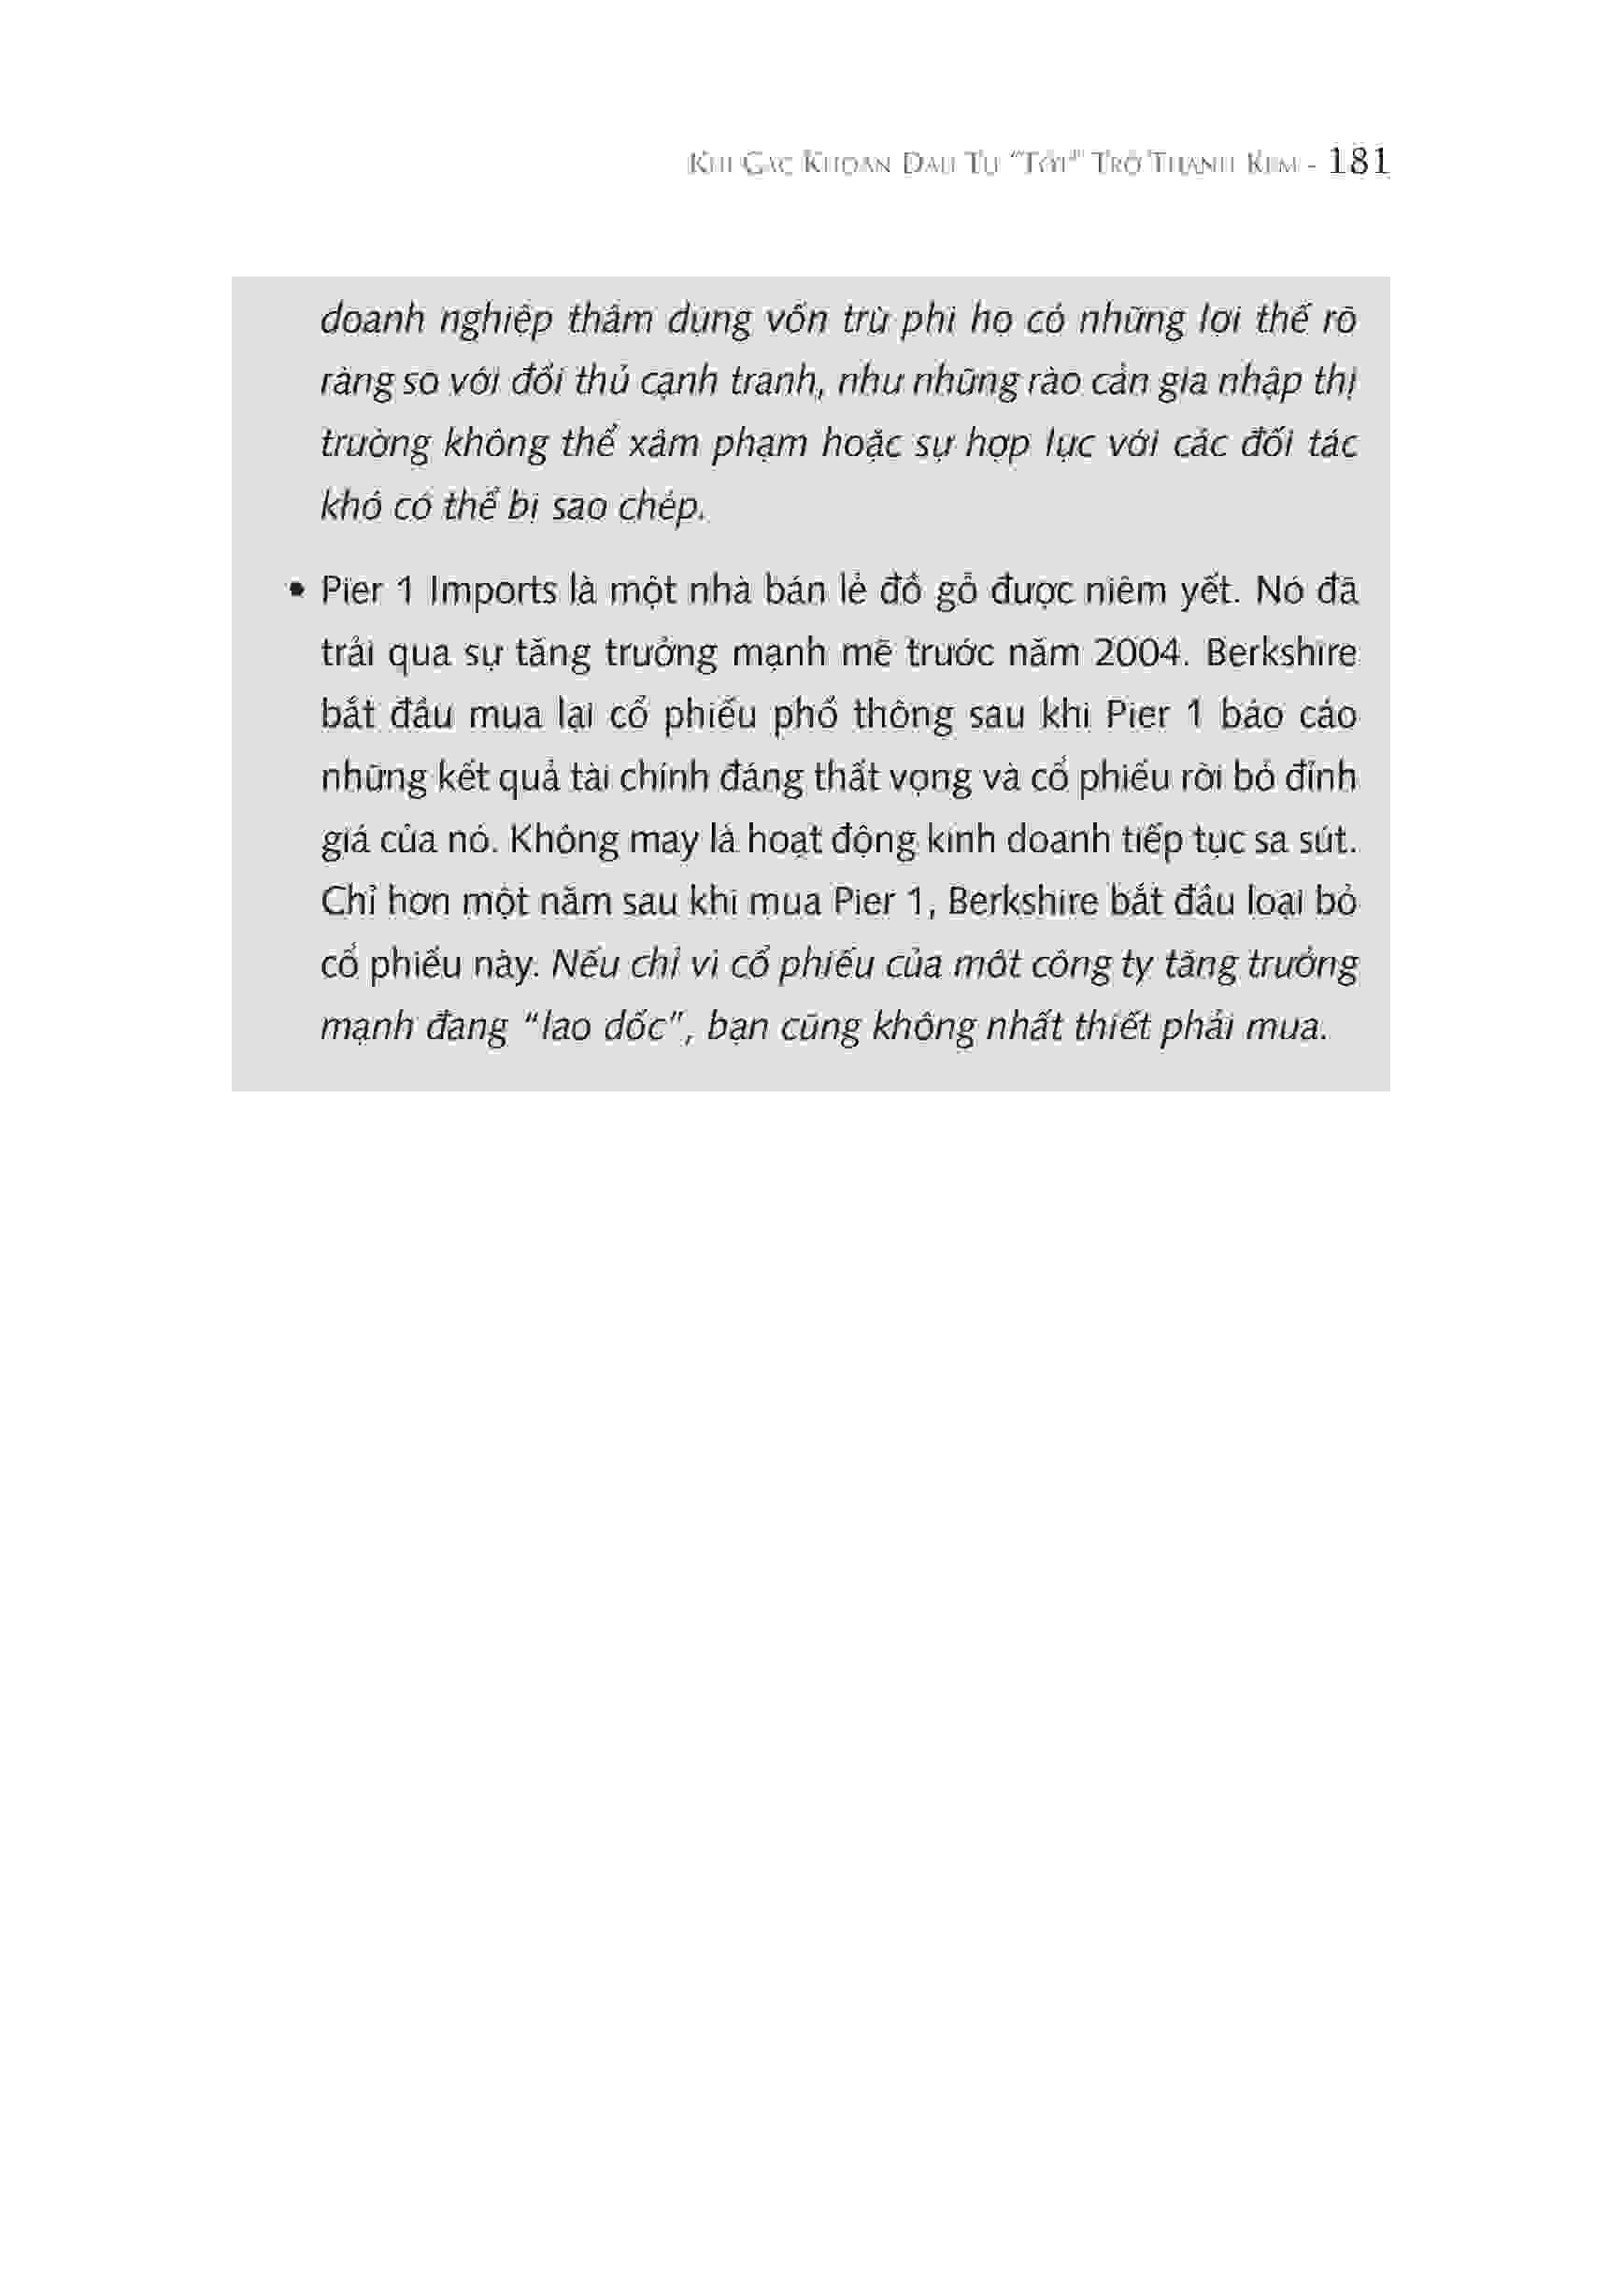 Khi Các Khoản Đầu Tư “Tốt” Trở Thành Kém - 181
doanh nghiệp thâm dụng vốn trừ phi họ có những lợi thế rõ
ràng so với đối thủ cạnh tranh, như những rào cản gia nhập thị
trường không thể xâm phạm hoặc sự hợp lực với các đối tác
khó có thể bị sao chép.
• Pier 1 Imports là một nhà bán lẻ đồ gỗ được niêm yết. Nó đã
trải qua sự tăng trưởng mạnh mẽ trước năm 2004. Berkshire
bắt đầu mua lại cổ phiếu phổ thông sau khi Pier 1 báo cáo
những kết quả tài chính đáng thất vọng và cổ phiếu rời bỏ đỉnh
giá của nó. Không may là hoạt động kinh doanh tiếp tục sa sút.
Chỉ hơn một năm sau khi mua Pier 1, Berkshire bắt đầu loại bỏ
cổ phiếu này. Nếu chỉ vì cổ phiếu của một công ty tăng trưởng
mạnh đang “lao dốc”, bạn cũng không nhất thiết phải mua.